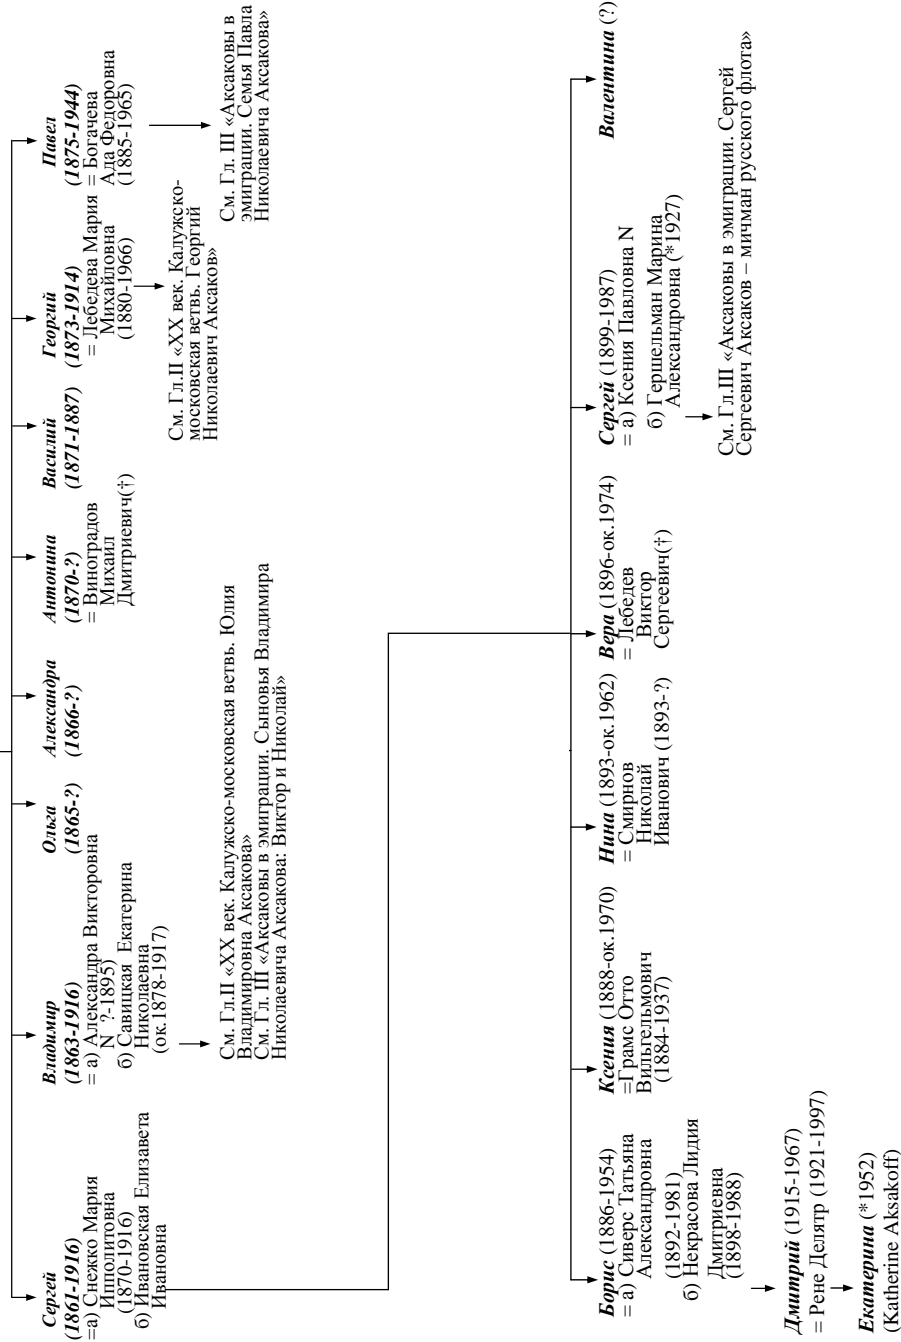 Сергей
(1861-1916)
=а) Снежко Мария
Ипполитовна
(1870-1916)
б) Ивановская Елизавета
Ивановна
Владимир
(1863-1916)
= а) Александра Викторовна
N ?-1895)
б) Савицкая Екатерина
Николаевна
(ок.1878-1917)
См. Гл.II «XX век. Калужско-московская ветвь. Юлия
Владимировна Аксакова»
См. Гл. III «Аксаковы в эмиграции. Сыновья Владимира
Николаевича Аксакова: Виктор и Николай»
Ольга
(1865-?)
Александра
(1866-?)
Антонина
(1870-?)
= Виноградов
Михаил
Дмитриевич(†)
Василий
(1871-1887)
Георгий
(1873-1914)
= Лебедева Мария
Михайловна
(1880-1966)
См. Гл.II «XX век. Калужско-
московская ветвь. Георгий
Николаевич Аксаков»
Павел
(1875-1944)
= Богачева
Ада Федоровна
(1885-1965)
См. Гл. III «Аксаковы в
эмиграции. Семья Павла
Николаевича Аксакова»
Борис (1886-1954)
= а) Сиверс Татьяна
Александровна
(1892-1981)
б) Некрасова Лидия
Дмитриевна
(1898-1988)
Дмитрий (1915-1967)
= Рене Делятр (1921-1997)
Екатерина (*1952)
(Katherine Aksakoff)
Ксения (1888-ок.1970)
=Грамс Отто
Вильгельмович
(1884-1937)
Нина (1893-ок.1962)
= Смирнов
Николай
Иванович (1893-?)
Вера (1896-ок.1974)
= Лебедев
Виктор
Сергеевич(†)
Сергей (1899-1987)
= а) Ксения Павловна N
б) Гершельман Марина
Александровна (*1927)
См. Гл.III «Аксаковы в эмиграции. Сергей
Сергеевич Аксаков – мичман русского флота»
Валентина (?)